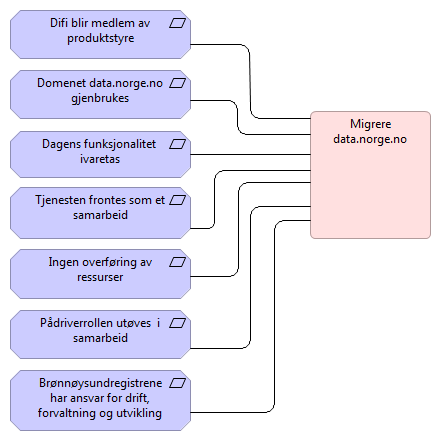 Difi blir medlem av
produktstyre
Domenet data.norge.no
gjenbrukes
Dagens funksjonalitet
ivaretas
Tjenesten frontes som et
samarbeid
Ingen overføring av
ressurser
Pådriverrollen utøves i
samarbeid
Brønnøysundregistrene
har ansvar for drift,
forvaltning og utvikling
Migrere
data.norge.no